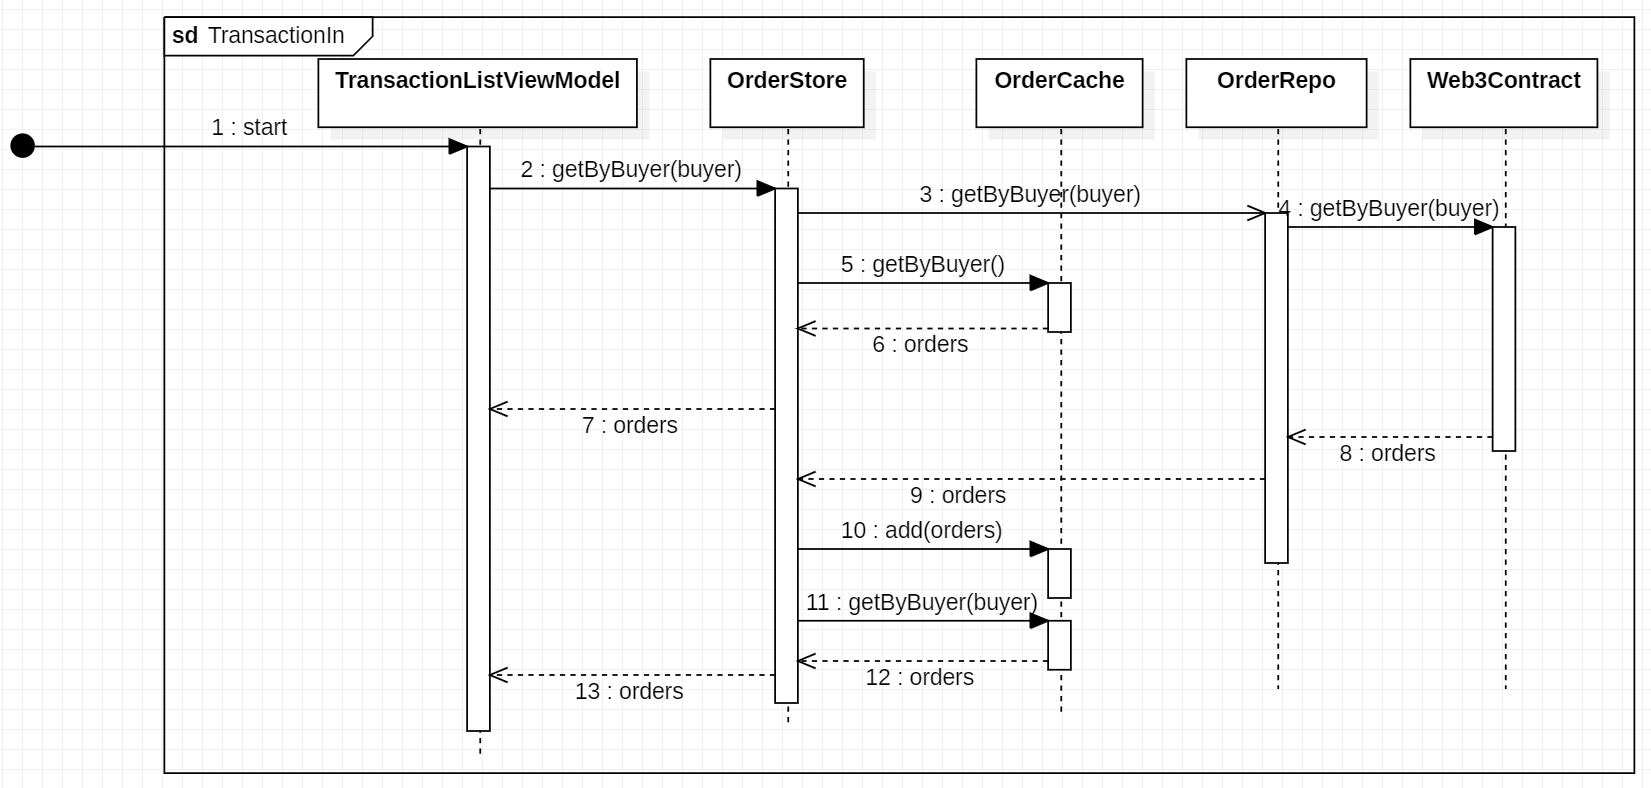 sd TransactionIn
TransactionListViewModel
OrderStore
OrderCache
OrderRepo
Web3Contract
1 : start
2 : getByBuyer(buyer)
3 : getByBuyer(buyer)
4 : getByBuyer(buyer)
5 : getByBuyer()
6 : orders
7 : orders
8 : orders
9 : orders
10 : add(orders)
11 : getByBuyer(buyer)
12 : orders
13 : orders